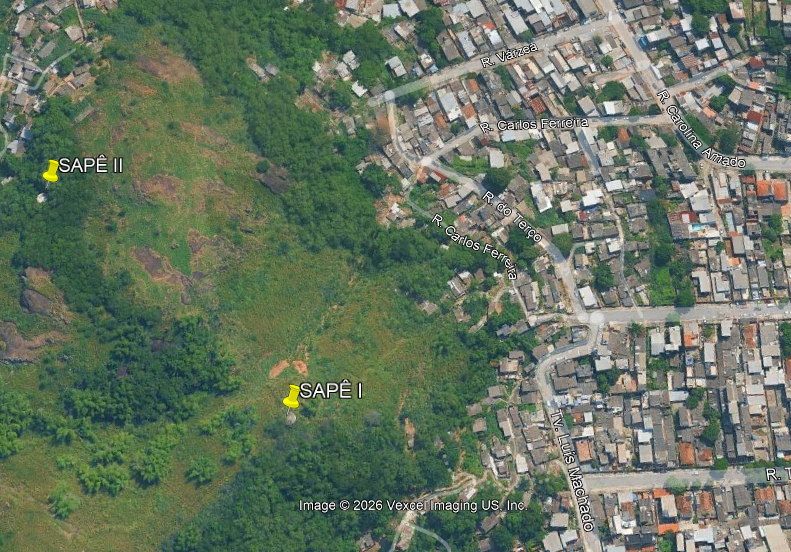 R. Várzea
R. Carolina Amado
R. Carlos Ferreira
SAPÊ II
R. do Terço
R. Carlos Ferreira
SAPÊ I
Tv. Luís Machado
R. T
Image © 2026 Vexcel Imaging US, Inc.